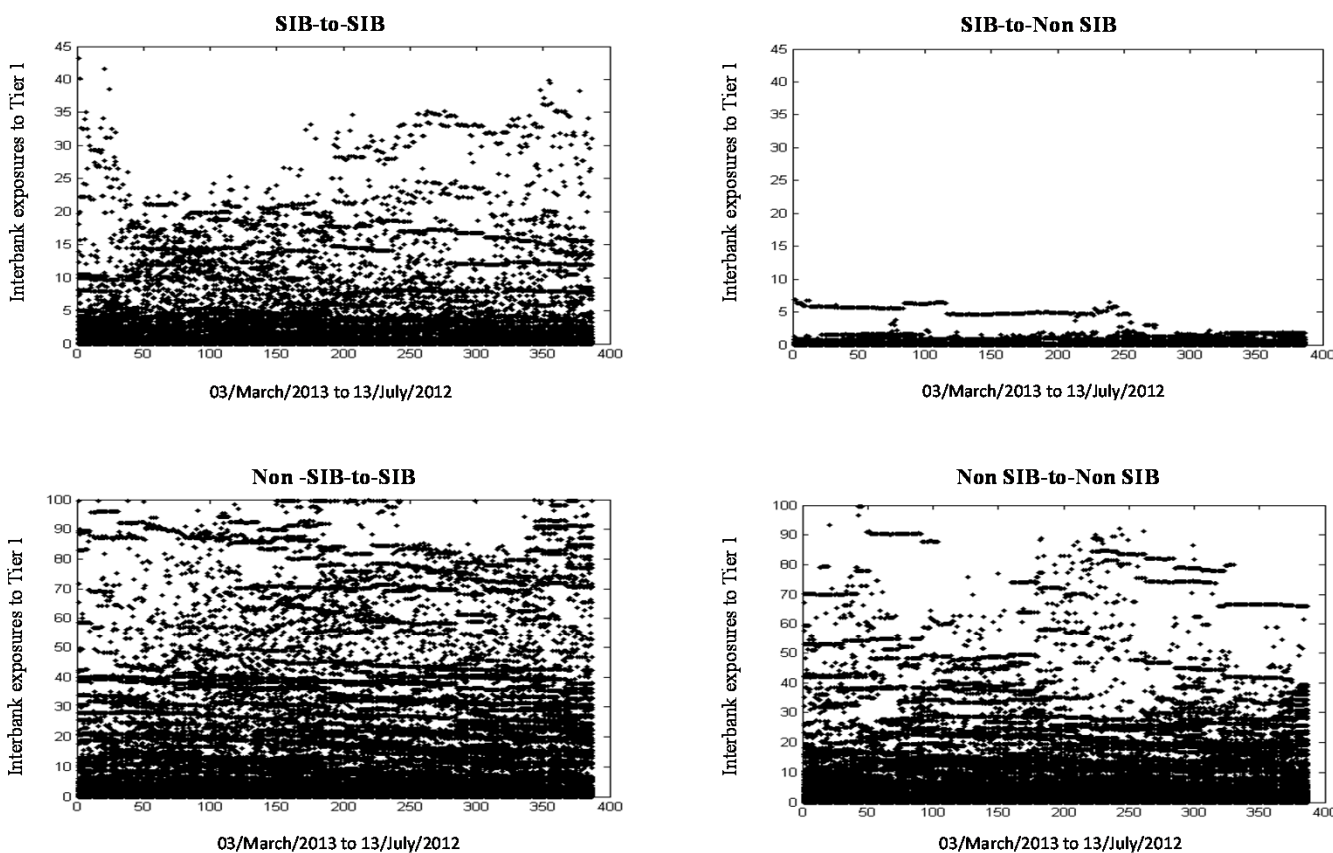 SIB-to-SIB
Interbank exposures to Tier 1
45
40
35
30
25
20
15
10
5
0
0 50 100 150 200 250 300 350 400
03/March/2013 to 13/July/2012
SIB-to-Non SIB
Interbank exposures to Tier 1
45
40
35
30
25
20
15
10
5
0
0 50 100 150 200 250 300 350 400
03/March/2013 to 13/July/2012
Non -SIB-to-SIB
Interbank exposures to Tier 1
100
90
80
70
60
50
40
30
20
10
0
0 50 100 150 200 250 300 350 400
03/March/2013 to 13/July/2012
Non SIB-to-Non SIB
Interbank exposures to Tier 1
100
90
80
70
60
50
40
30
20
10
0
0 50 100 150 200 250 300 350 400
03/March/2013 to 13/July/2012